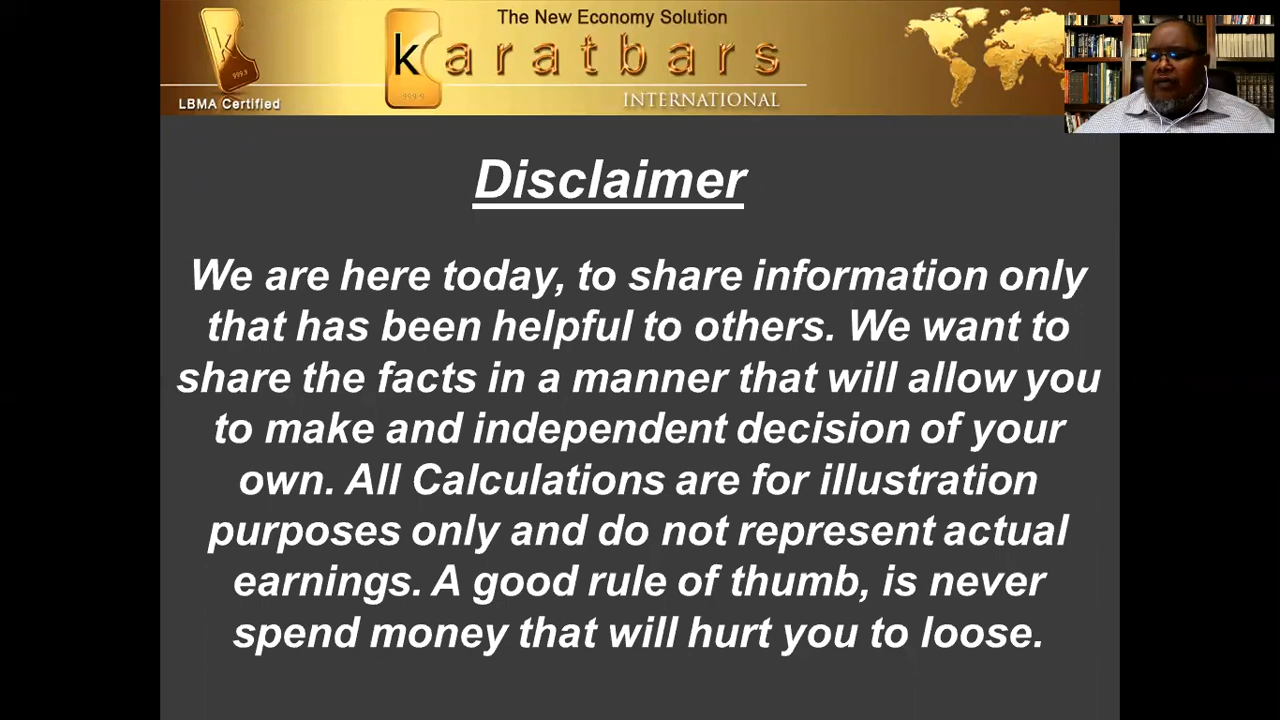 The New Economy Solution
karatbars
INTERNATIONAL
LBMA Certified
999.9
Disclaimer
We are here today, to share information only
that has been helpful to others. We want to
share the facts in a manner that will allow you
to make and independent decision of your
own. All Calculations are for illustration
purposes only and do not represent actual
earnings. A good rule of thumb, is never
spend money that will hurt you to loose.